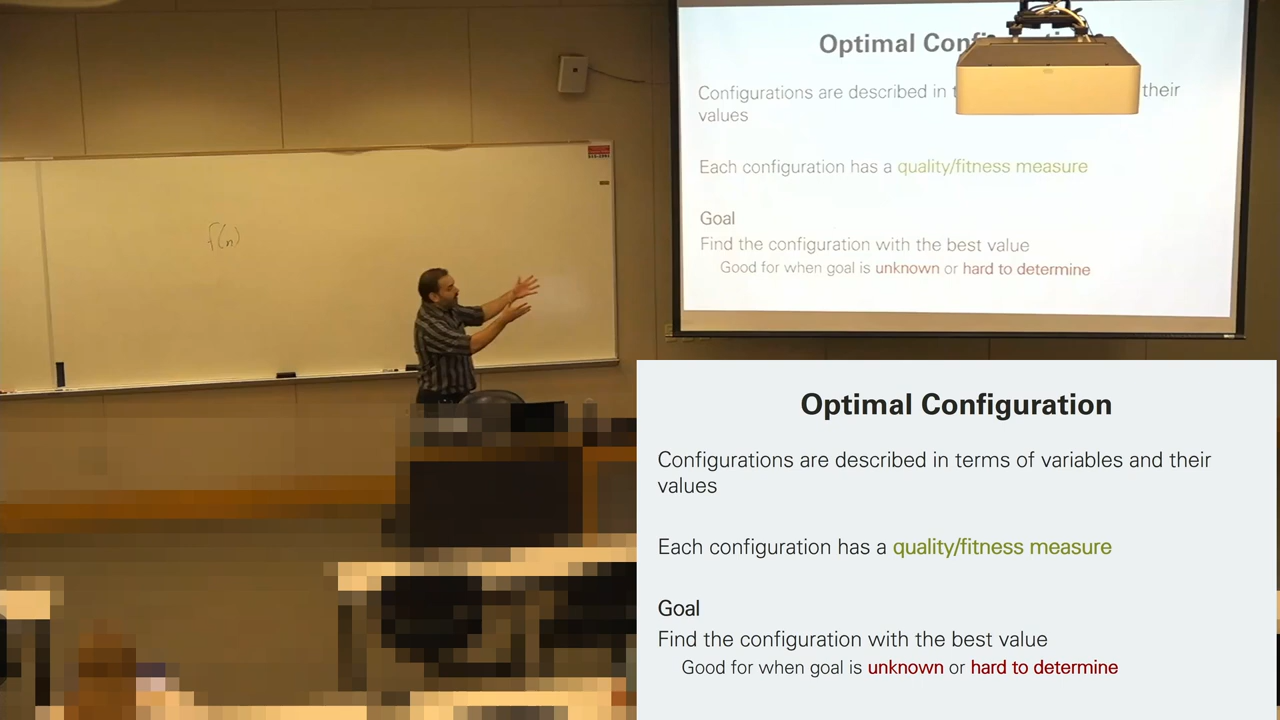 f(n)
Optimal
Configurations are described in their
values
Each configuration has a quality/fitness measure
Goal
Find the configuration with the best value
Good for when goal is unknown or hard to determine
Optimal Configuration
Configurations are described in terms of variables and their
values
Each configuration has a quality/fitness measure
Goal
Find the configuration with the best value
Good for when goal is unknown or hard to determine